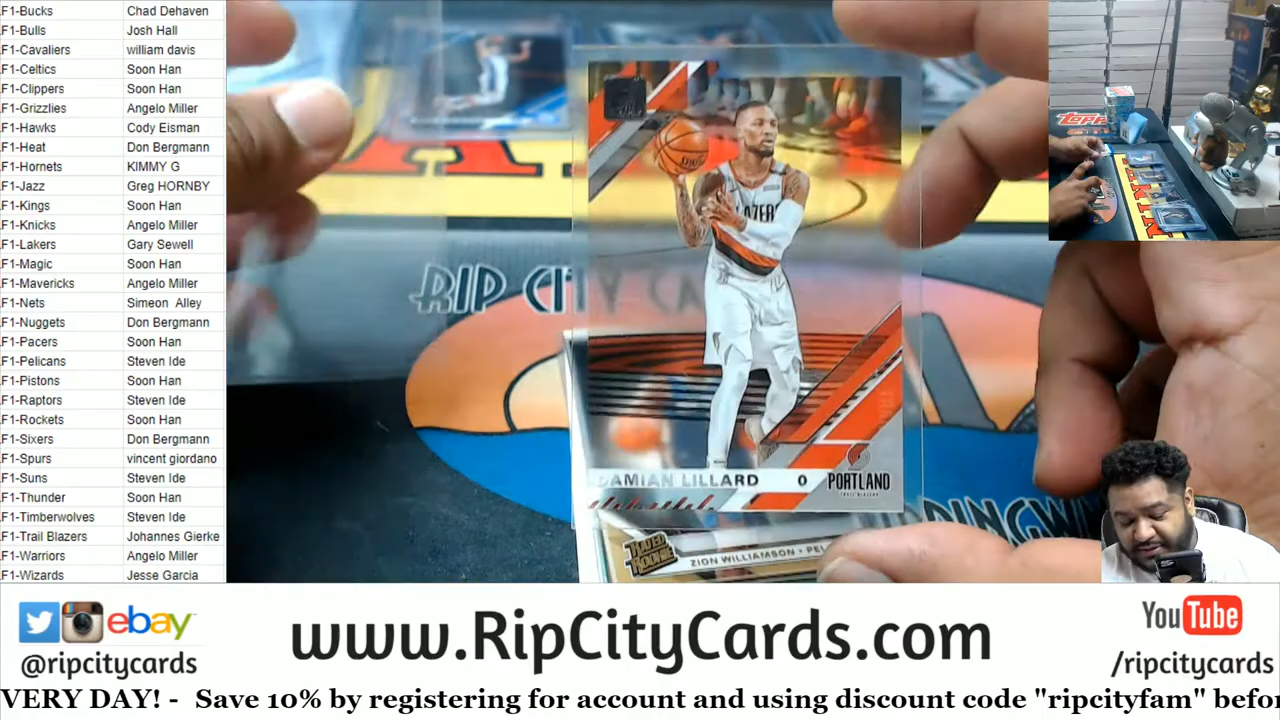 F1-Bucks Chad Dehaven
F1-Bulls Josh Hall
F1-Cavaliers william davis
F1-Celtics Soon Han
F1-Clippers Soon Han
F1-Grizzlies Angelo Miller
F1-Hawks Cody Eisman
F1-Heat Don Bergmann
F1-Hornets KIMMY G
F1-Jazz Greg HORNBY
F1-Kings Soon Han
F1-Knicks Angelo Miller
F1-Lakers Gary Sewell
F1-Magic Soon Han
F1-Mavericks Angelo Miller
F1-Nets Simeon Alley
F1-Nuggets Don Bergmann
F1-Pacers Soon Han
F1-Pelicans Steven Ide
F1-Pistons Soon Han
F1-Raptors Steven Ide
F1-Rockets Soon Han
F1-Sixers Don Bergmann
F1-Spurs vincent giordano
F1-Suns Steven Ide
F1-Thunder Soon Han
F1-Timberwolves Steven Ide
F1-Trail Blazers Johannes Gierke
F1-Warriors Angelo Miller
F1-Wizards Jesse Garcia
TOPPS
RIP CITY CA
LAZER
DAMIAN LILLARD 0 PORTLAND
TRAIL BLAZERS
RATED ROOKIE ZION WILLIAMSON • PEL
DINGW
ebay
@ripcitycards
www.RipCityCards.com
YouTube
/ripcitycards
VERY DAY! - Save 10% by registering for account and using discount code "ripcityfam" befo